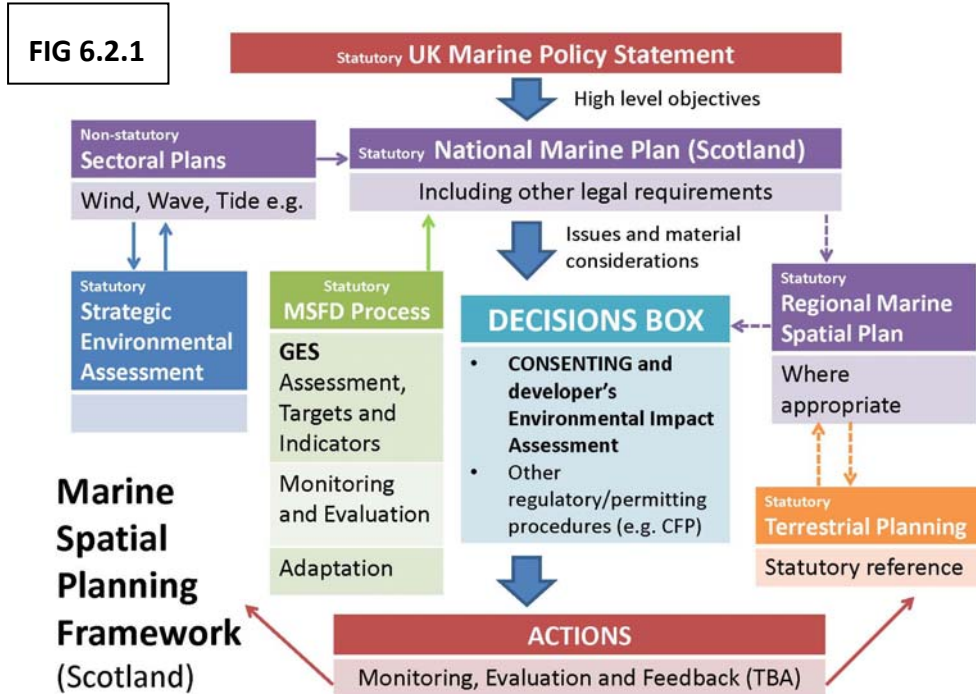 FIG 6.2.1
Statutory UK Marine Policy Statement
High level objectives
Non-statutory
Sectoral Plans
Wind, Wave, Tide e.g.
Statutory National Marine Plan (Scotland)
Including other legal requirements
Issues and material
considerations
Statutory
Strategic
Environmental
Assessment
Statutory
MSFD Process
GES
Assessment,
Targets and
Indicators
Monitoring
and Evaluation
Adaptation
DECISIONS BOX
• CONSENTING and
developer's
Environmental Impact
Assessment
• Other
regulatory/permitting
procedures (e.g. CFP)
Statutory
Regional Marine
Spatial Plan
Where
appropriate
Statutory
Terrestrial Planning
Statutory reference
Marine
Spatial
Planning
Framework
(Scotland)
ACTIONS
Monitoring, Evaluation and Feedback (TBA)